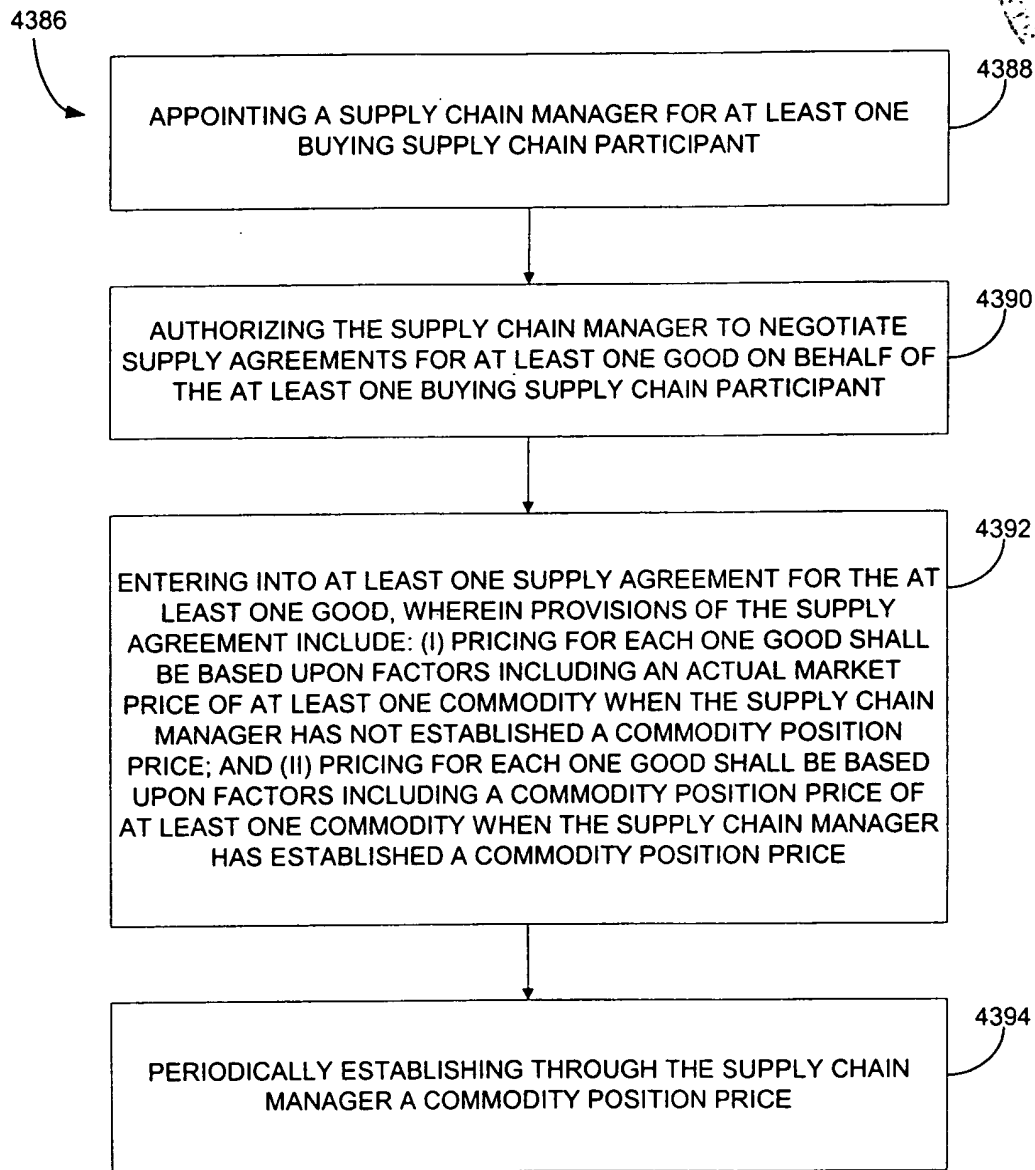 4386
4388
APPOINTING A SUPPLY CHAIN MANAGER FOR AT LEAST ONE
BUYING SUPPLY CHAIN PARTICIPANT
4390
AUTHORIZING THE SUPPLY CHAIN MANAGER TO NEGOTIATE
SUPPLY AGREEMENTS FOR AT LEAST ONE GOOD ON BEHALF OF
THE AT LEAST ONE BUYING SUPPLY CHAIN PARTICIPANT
4392
ENTERING INTO AT LEAST ONE SUPPLY AGREEMENT FOR THE AT
LEAST ONE GOOD, WHEREIN PROVISIONS OF THE SUPPLY
AGREEMENT INCLUDE: (I) PRICING FOR EACH ONE GOOD SHALL
BE BASED UPON FACTORS INCLUDING AN ACTUAL MARKET
PRICE OF AT LEAST ONE COMMODITY WHEN THE SUPPLY CHAIN
MANAGER HAS NOT ESTABLISHED A COMMODITY POSITION
PRICE; AND (II) PRICING FOR EACH ONE GOOD SHALL BE BASED
UPON FACTORS INCLUDING A COMMODITY POSITION PRICE OF
AT LEAST ONE COMMODITY WHEN THE SUPPLY CHAIN MANAGER
HAS ESTABLISHED A COMMODITY POSITION PRICE
4394
PERIODICALLY ESTABLISHING THROUGH THE SUPPLY CHAIN
MANAGER A COMMODITY POSITION PRICE